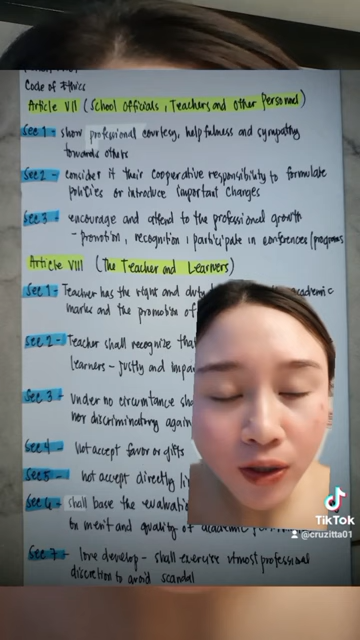 Code of Ethics
Article VII (School Officials, Teachers and Other Personnel)
Sec 1 - show professional courtesy, helpfulness and sympathy
towards others
Sec 2 - consider it their cooperative responsibility to formulate
policies or introduce important changes
Sec 3 - encourage and attend to the professional growth
- promotion, recognition, participate in conferences/programs
Article VIII (The Teacher and Learners)
Sec 1 - Teacher has the right and duty academic
marks and the promotion of
Sec 2 - Teacher shall recognize that
learners - justly and
Sec 3 - under no circumstance
nor discriminatory
Sec 4 - Not accept favor or gifts
Sec 5 - not accept directly
Sec 6 - shall base the
on merit and quality of academic
Sec 7 - love develop - shall exercise utmost professional
discretion to avoid scandal
TikTok
@cruzitta01